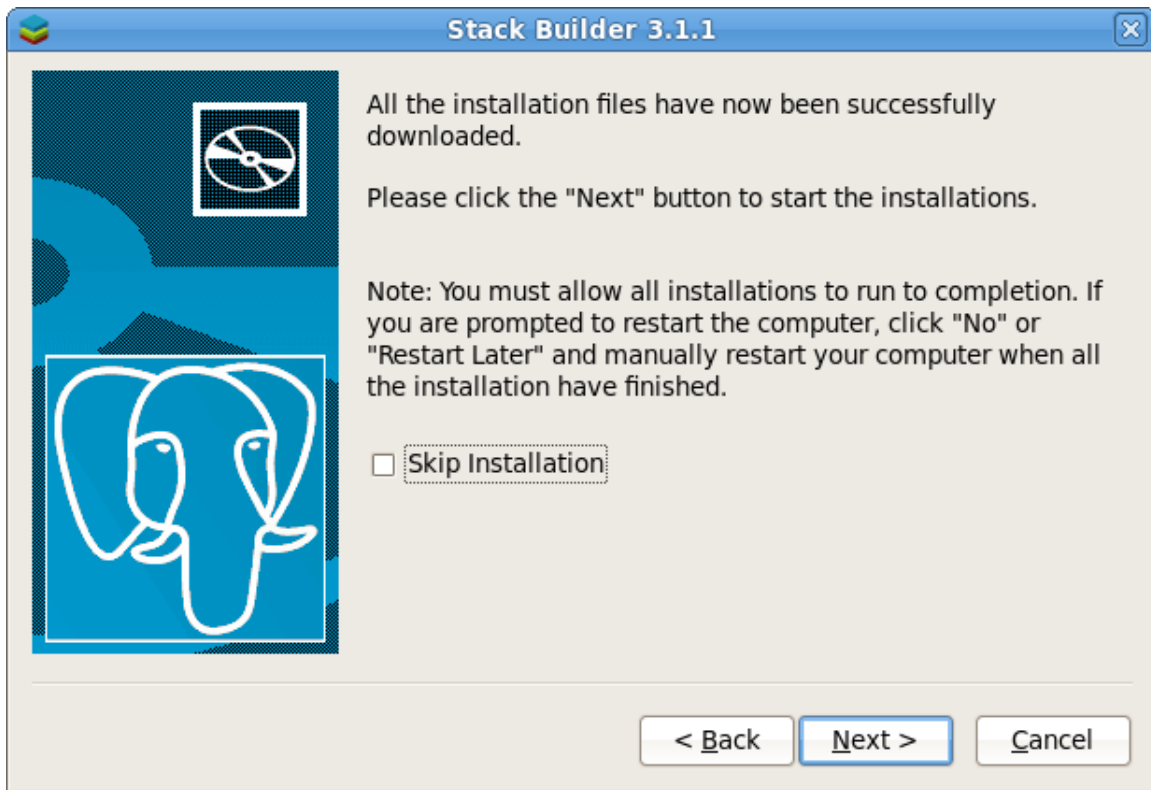 Stack Builder 3.1.1
All the installation files have now been successfully
downloaded.
Please click the "Next" button to start the installations.
Note: You must allow all installations to run to completion. If
you are prompted to restart the computer, click "No" or
"Restart Later" and manually restart your computer when all
the installation have finished.
Skip Installation
< Back
Next >
Cancel